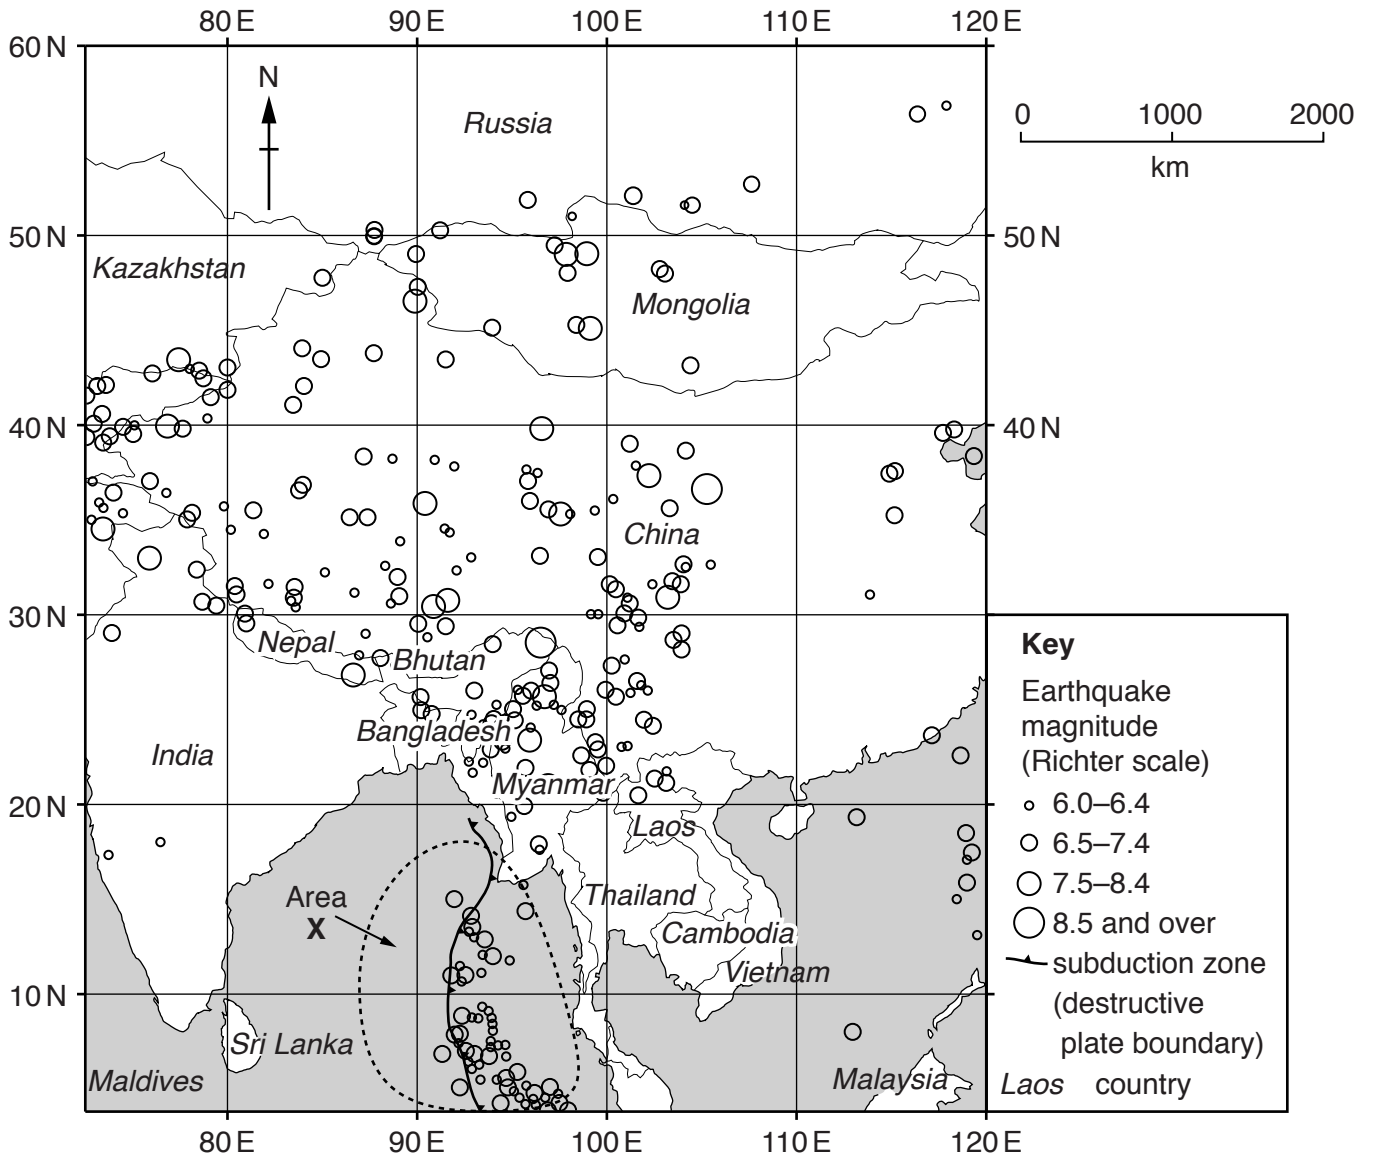 80 E 90 E 100 E 110 E 120 E
60 N
N
Russia
0 1000 2000
km
50 N 50 N
Kazakhstan
Mongolia
40 N 40 N
China
30 N
Nepal
Bhutan
Bangladesh
India
Myanmar
20 N
Laos
Area
X
Thailand
Cambodia
Vietnam
10 N
Sri Lanka
Maldives
Malaysia
80 E 90 E 100 E 110 E 120 E
Key
Earthquake
magnitude
(Richter scale)
6.0–6.4
6.5–7.4
7.5–8.4
8.5 and over
subduction zone
(destructive
plate boundary)
Laos country